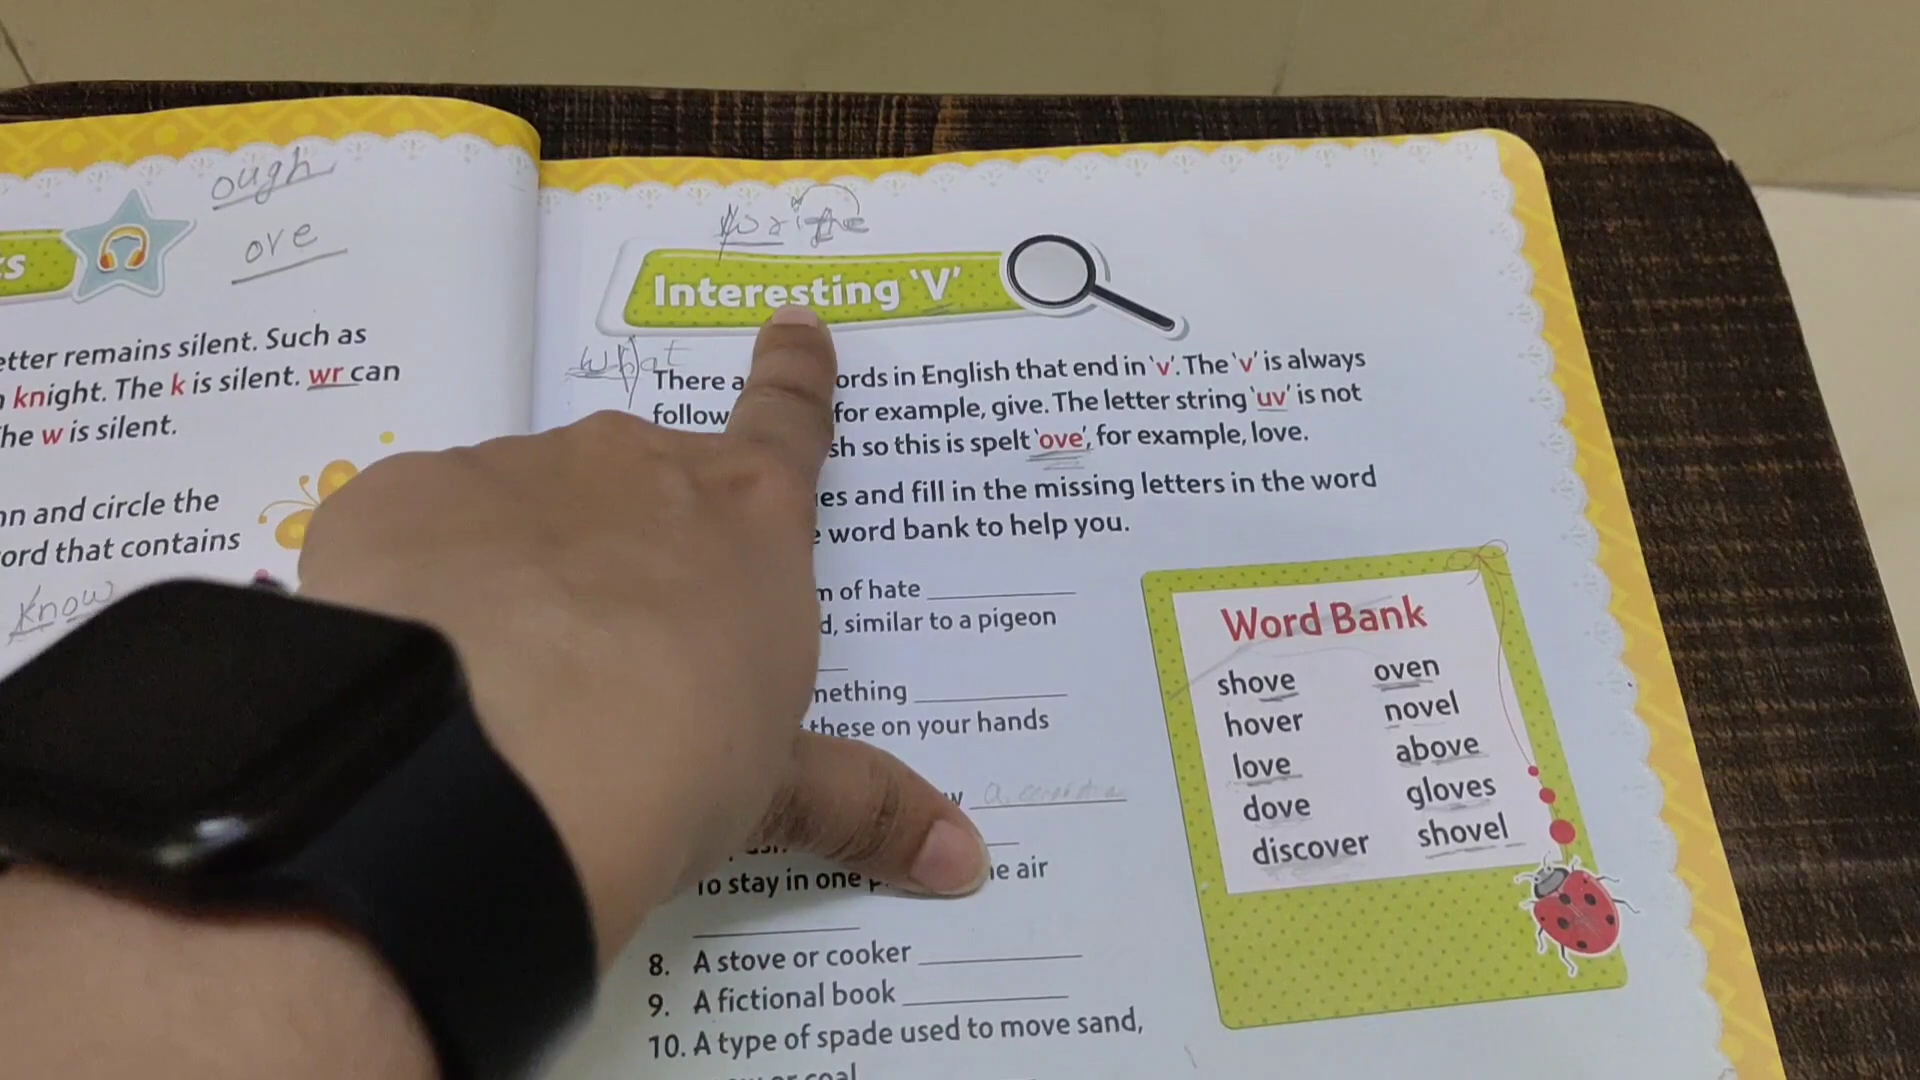 ough
ove
ts
etter remains silent. Such as
knight. The k is silent. wr can
he w is silent.
on and circle the
ord that contains
know
Interesting 'V'
what
There a ords in English that end in 'v'. The 'v' is always
follow for example, give. The letter string 'uv' is not
sh so this is spelt 'ove', for example, love.
es and fill in the missing letters in the word
word bank to help you.
of hate
d, similar to a pigeon
mething
these on your hands
To stay in one p e air
8. A stove or cooker
9. A fictional book
10. A type of spade used to move sand,
or coal
Word Bank
shove oven
hover novel
love above
dove gloves
discover shovel